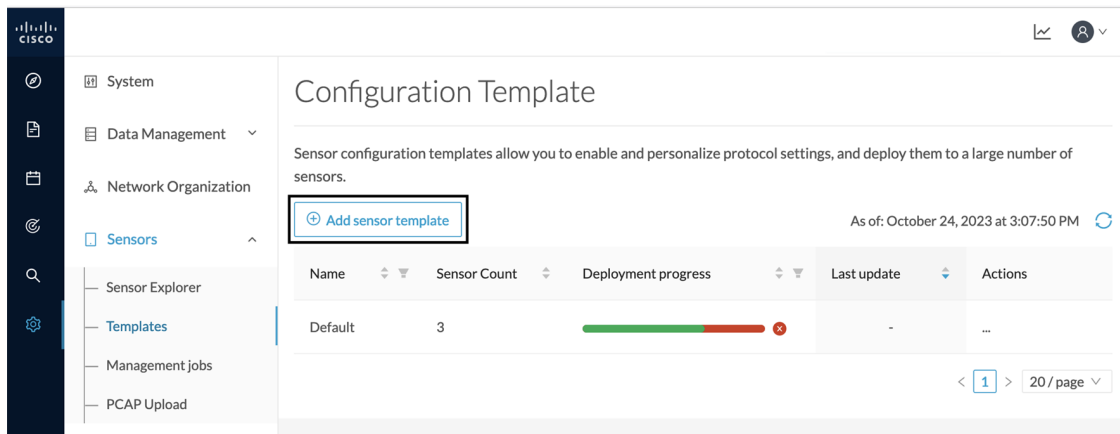 CISCO
System
Data Management
Network Organization
Sensors
Sensor Explorer
Templates
Management jobs
PCAP Upload
Configuration Template
Sensor configuration templates allow you to enable and personalize protocol settings, and deploy them to a large number of
sensors.
Add sensor template
As of: October 24, 2023 at 3:07:50 PM
Name Sensor Count Deployment progress Last update Actions
Default 3 - ...
< 1 > 20 / page